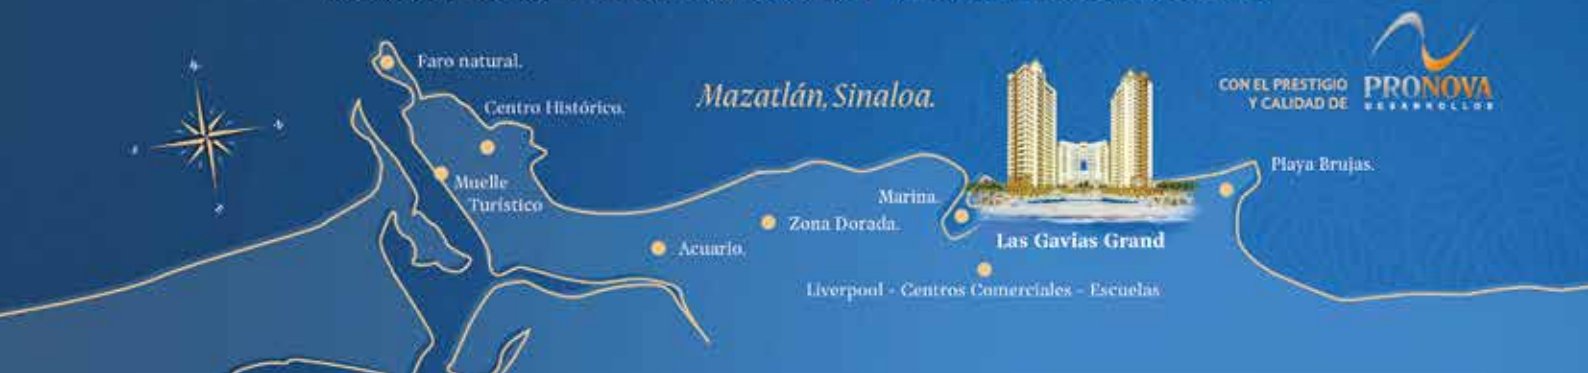 Faro natural.
Centro Histórico.
Mazatlán, Sinaloa.
CON EL PRESTIGIO
Y CALIDAD DE
PRONOVA
DESARROLLOS
Muelle
Turístico
Playa Brujas.
Marina.
Zona Dorada.
Acuario.
Las Gavias Grand
Liverpool - Centros Comerciales - Escuelas